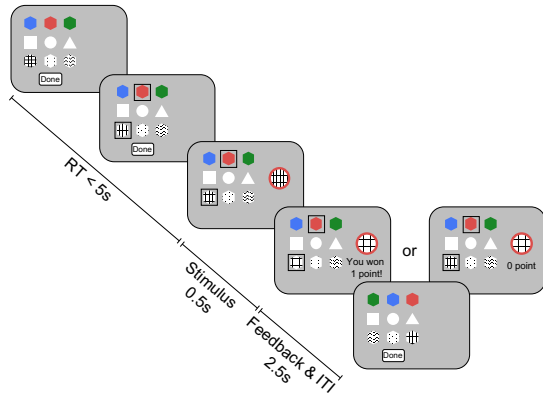 Done
Done
RT < 5s
Stimulus
0.5s
You won
1 point!
or
0 point
Feedback & ITI
2.5s
Done